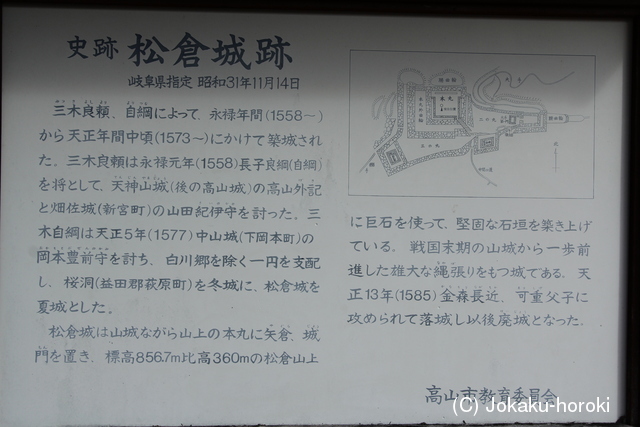 史跡 松倉城跡
岐阜県指定 昭和31年11月14日
三木良頼、自綱によって、永禄年間(1558～)
から天正年間中頃(1573～)にかけて築城され
た。三木良頼は永禄元年(1558)長子良綱(自綱)
を将として、天神山城(後の高山城)の高山外記
と畑佐城(新宮町)の山田紀伊守を討った。三
木自綱は天正5年(1577)中山城(下岡本町)の
岡本豊前守を討ち、白川郷を除く一円を支配
し、桜洞(益田郡萩原町)を冬城に、松倉城を
夏城とした。
松倉城は山城ながら山上の本丸に矢倉、城
門を置き、標高856.7m比高360mの松倉山上
本丸
二の丸
三の丸
に巨石を使って、堅固な石垣を築き上げ
ている。戦国末期の山城から一歩前
進した雄大な縄張りをもつ城である。天
正13年(1585)金森長近、可重父子に
攻められて落城し以後廃城となった。
高山市教育委員会
(C) Jokaku-horoki